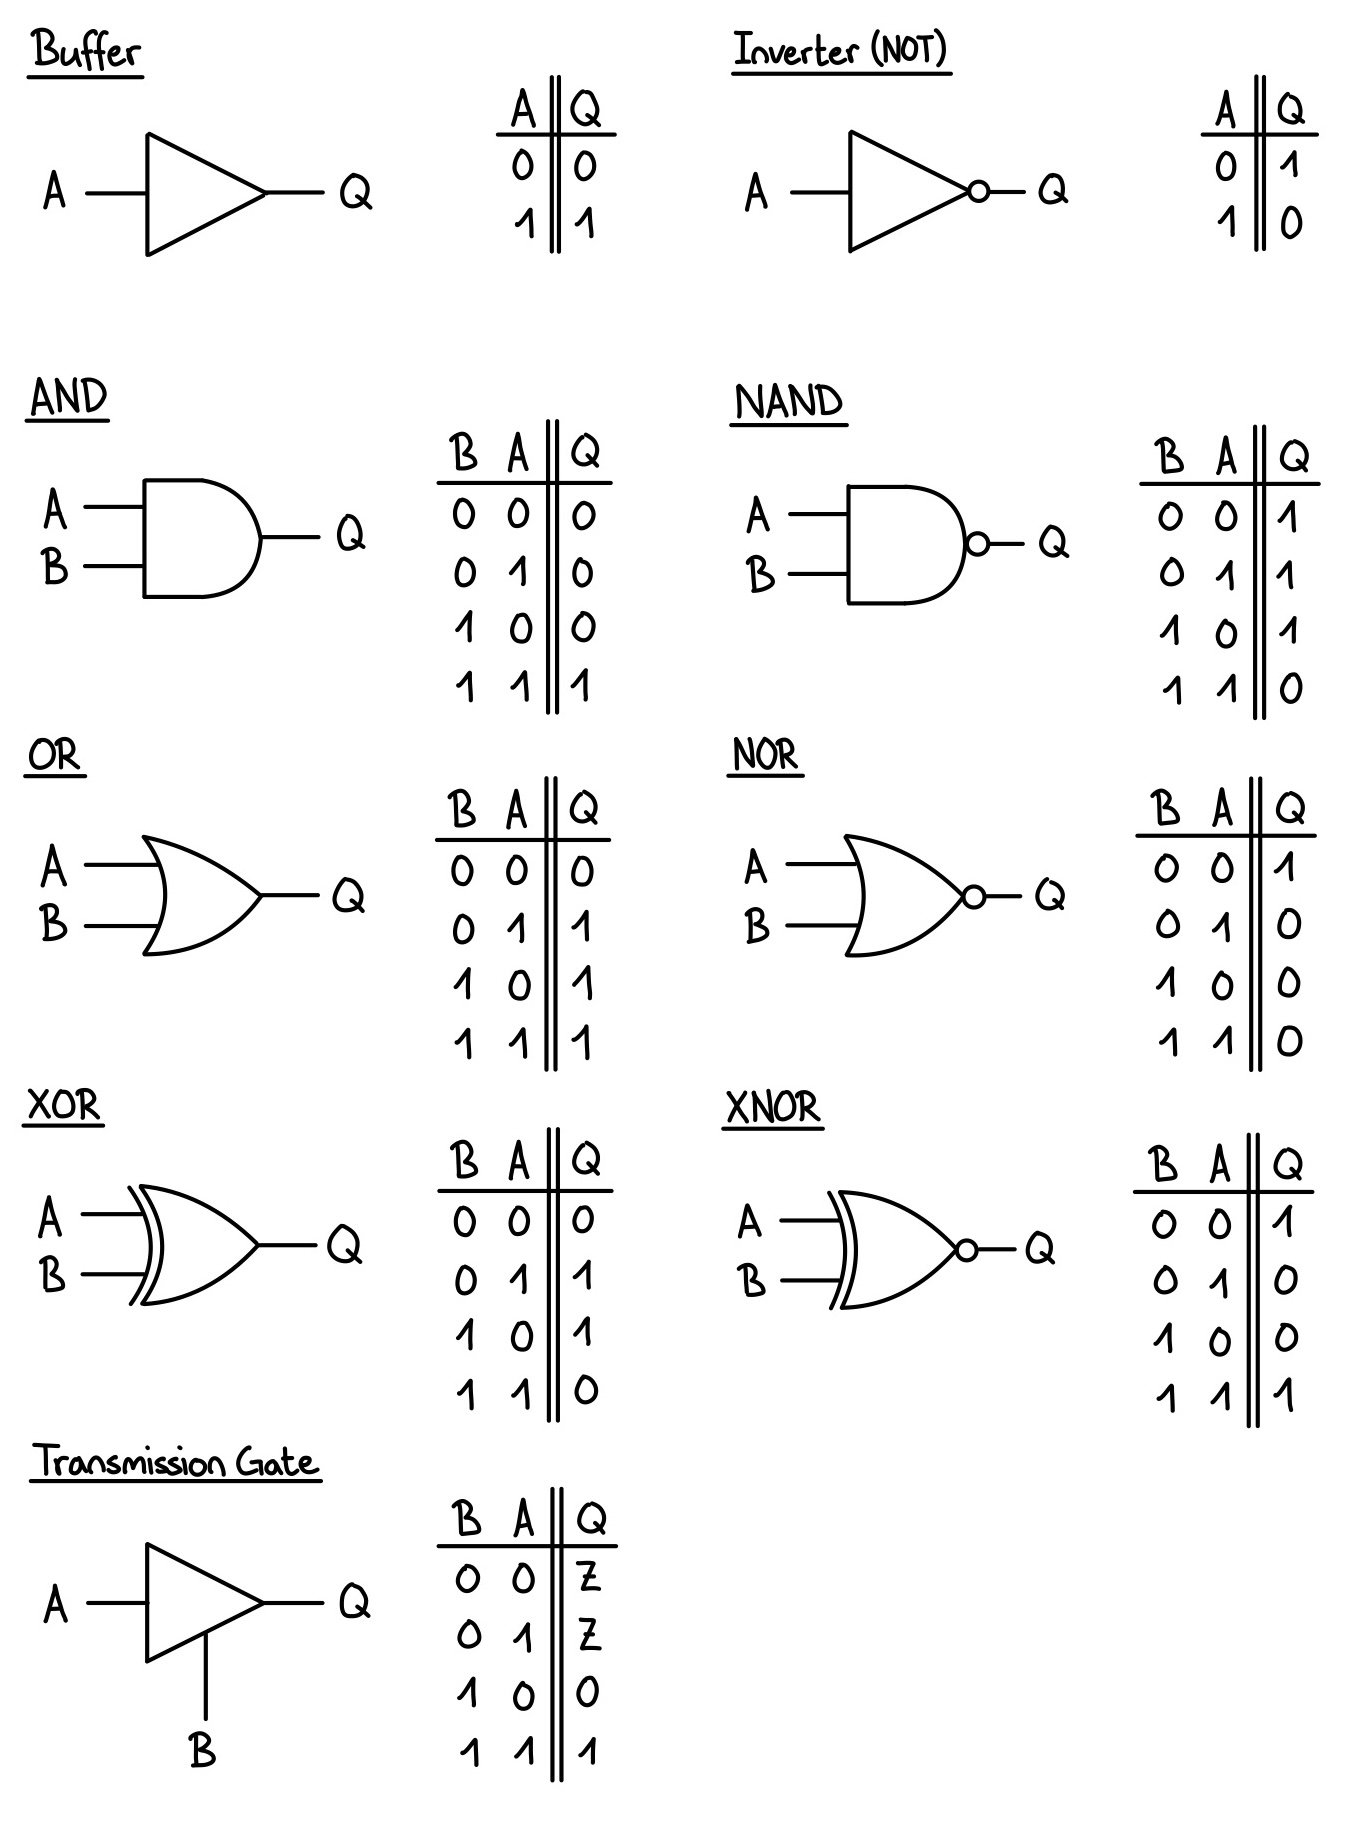 Buffer
A Q
A Q
0 0
1 1
Inverter (NOT)
A Q
A Q
0 1
1 0
AND
A
B
Q
B A Q
0 0 0
0 1 0
1 0 0
1 1 1
NAND
A
B
Q
B A Q
0 0 1
0 1 1
1 0 1
1 1 0
OR
A
B
Q
B A Q
0 0 0
0 1 1
1 0 1
1 1 1
NOR
A
B
Q
B A Q
0 0 1
0 1 0
1 0 0
1 1 0
XOR
A
B
Q
B A Q
0 0 0
0 1 1
1 0 1
1 1 0
XNOR
A
B
Q
B A Q
0 0 1
0 1 0
1 0 0
1 1 1
Transmission Gate
A Q
B
B A Q
0 0 Z
0 1 Z
1 0 0
1 1 1